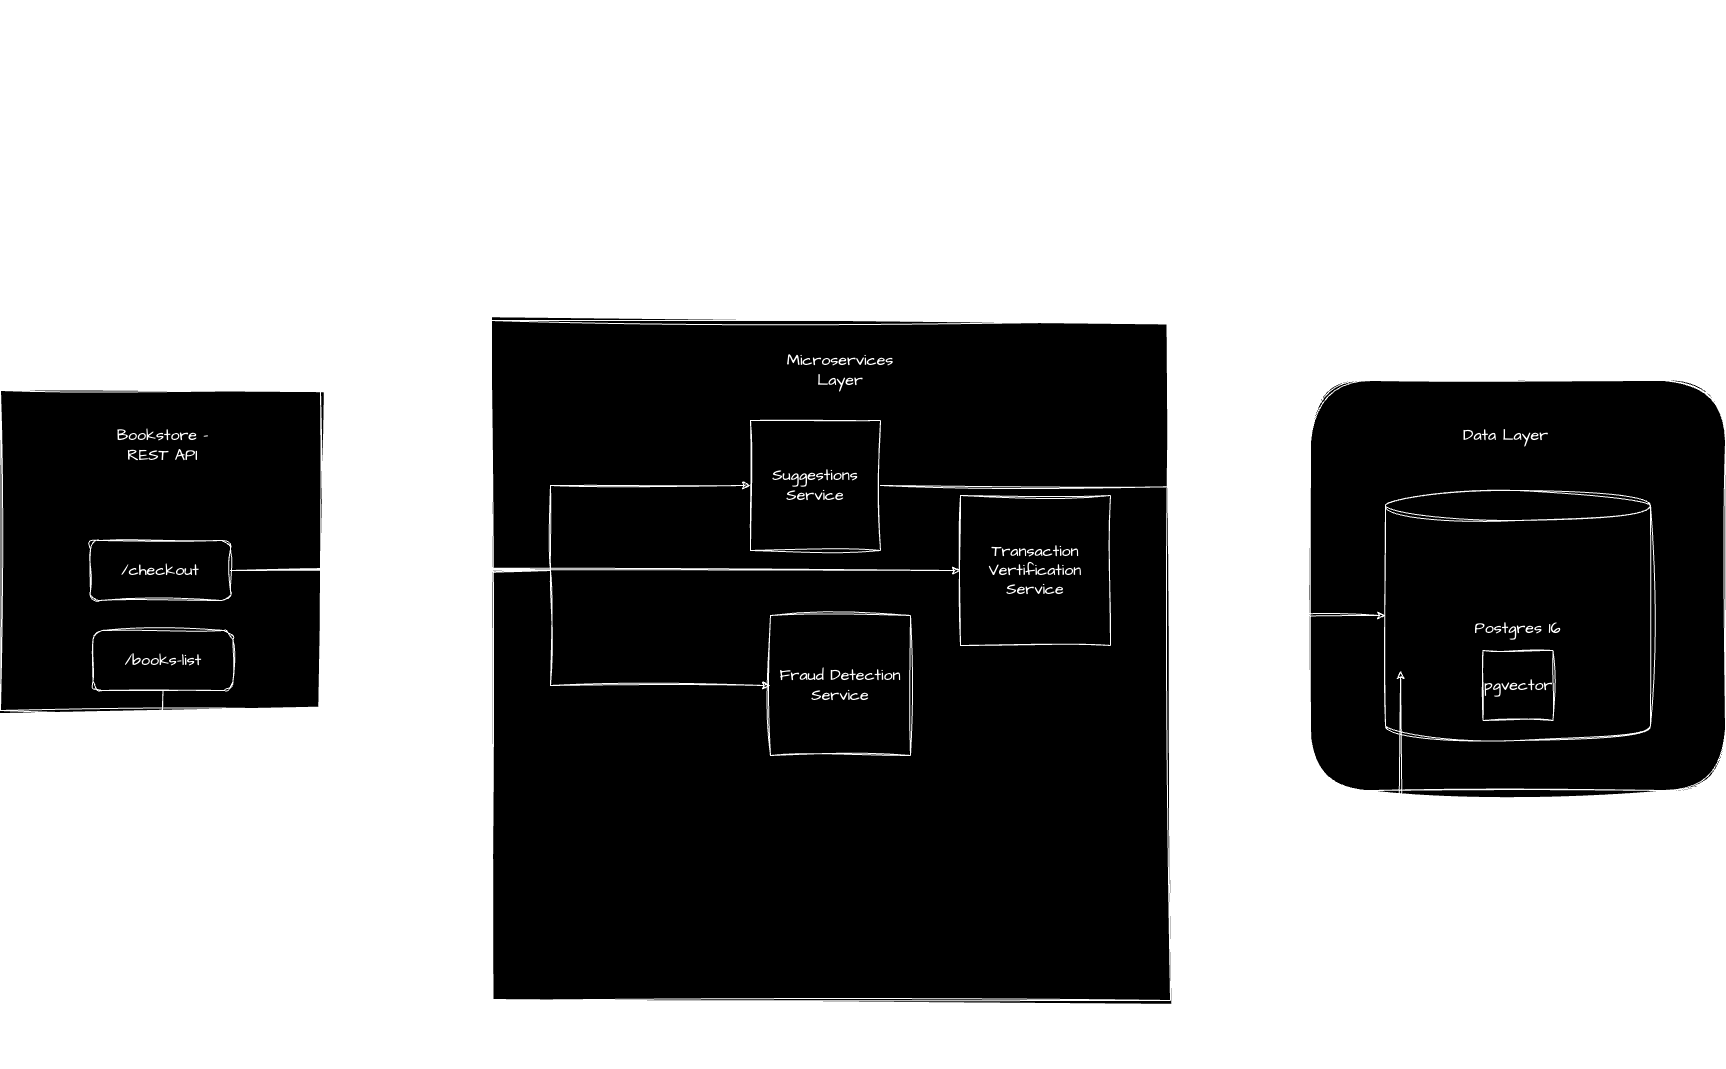 Bookstore -
REST API
/checkout
/books-list
Microservices
Layer
Suggestions
Service
Transaction
Vertification
Service
Fraud Detection
Service
Data Layer
Postgres 16
pgvector